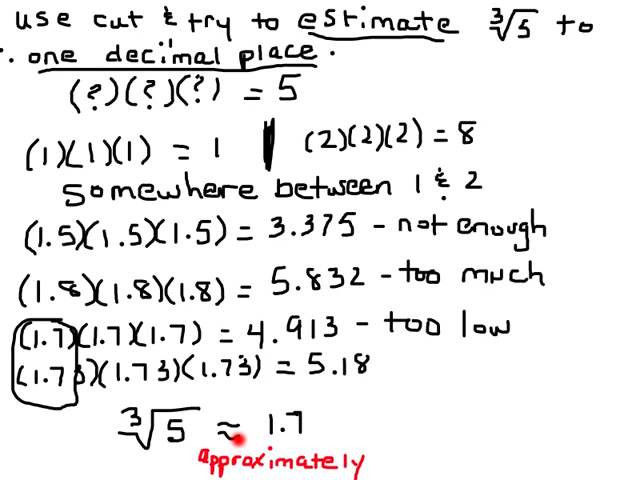 use cut & try to estimate ∛5 to
. one decimal place.
(?)(?)(?) = 5
(1)(1)(1) = 1 | (2)(2)(2) = 8
Somewhere between 1 & 2
(1.5)(1.5)(1.5) = 3.375 - not enough
(1.8)(1.8)(1.8) = 5.832 - too much
(1.7)(1.7)(1.7) = 4.913 - too low
(1.73)(1.73)(1.73) = 5.18
∛5 ≈ 1.7
approximately